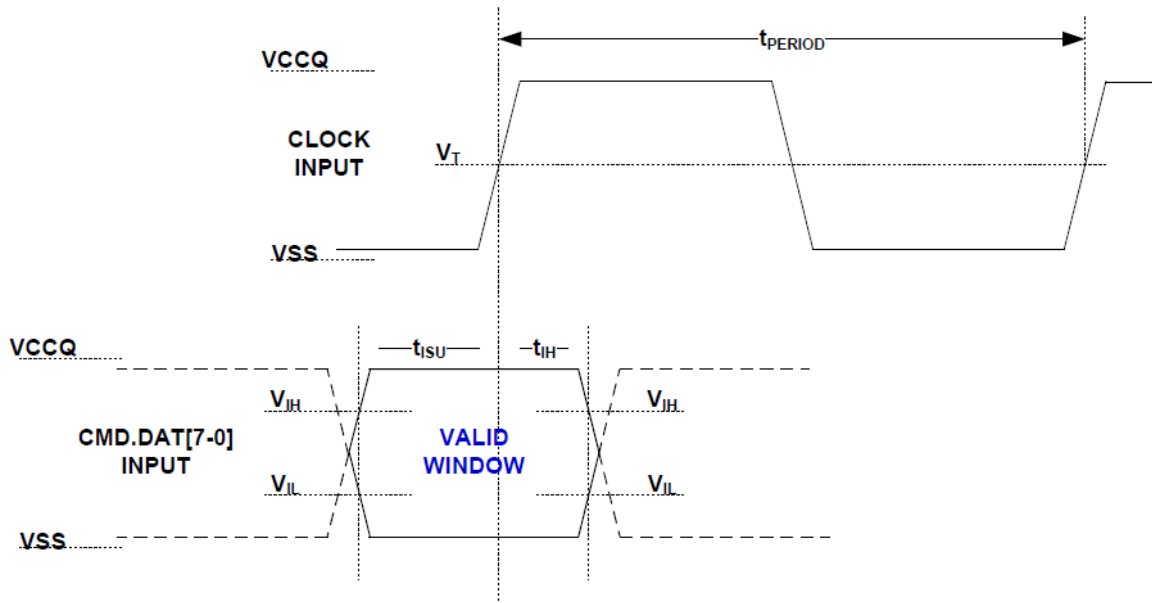 tPERIOD
VCCQ
CLOCK
INPUT
VT
VSS
VCCQ
tISU
tIH
VIH
VIH
CMD.DAT[7-0]
INPUT
VALID
WINDOW
VIL
VIL
VSS